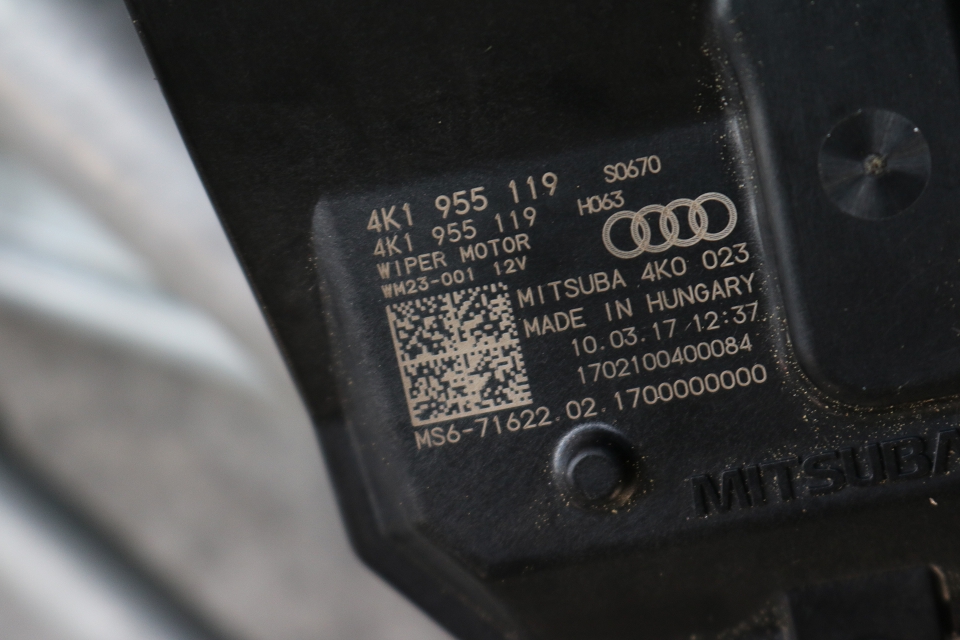 4K1 955 119 S0670
4K1 955 119 H063
WIPER MOTOR
WM23-001 12V
MITSUBA 4K0 023
MADE IN HUNGARY
10.03.17 12:37
1702100400084
MS6-71622.02.1700000000
MITSUBA